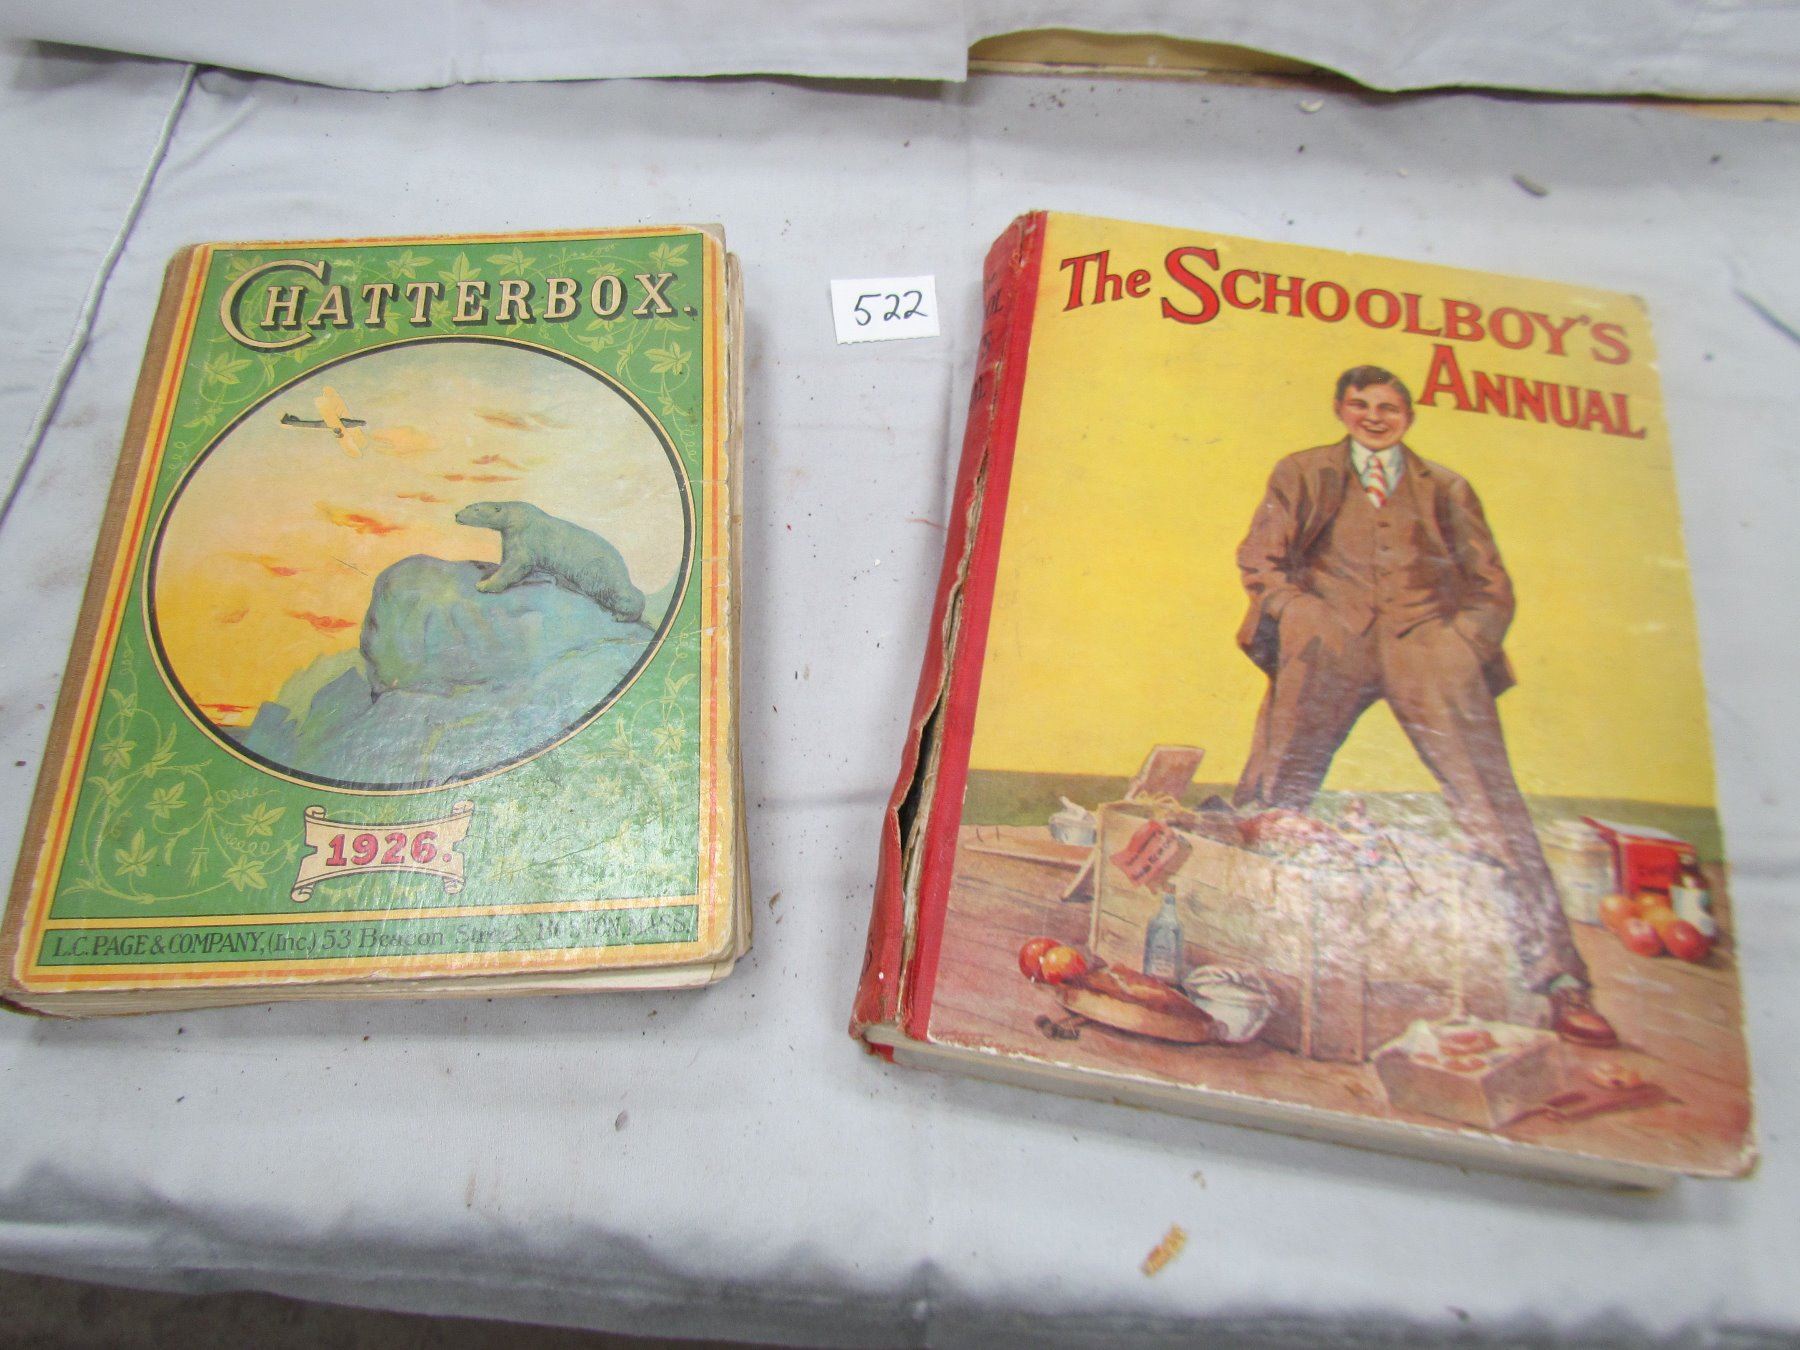 CHATTERBOX.
1926.
L.C. PAGE & COMPANY, (Inc.) 53 Beacon Street, BOSTON, MASS.
522
The SCHOOLBOY'S
ANNUAL